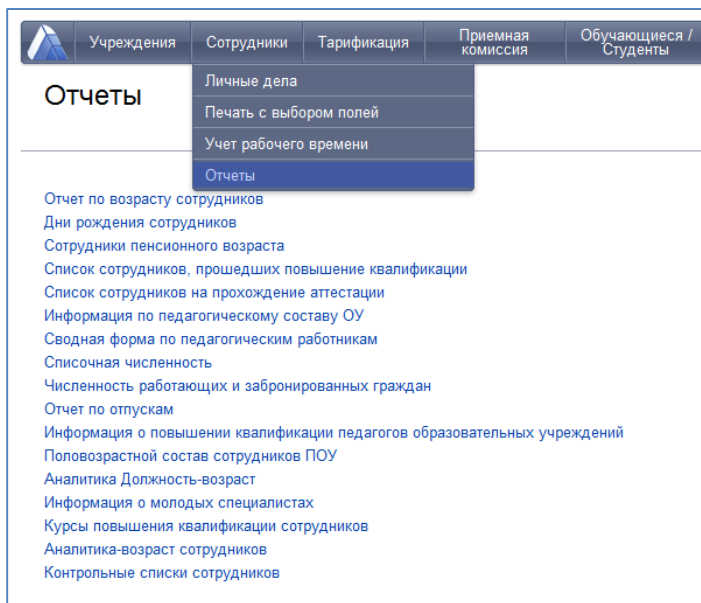 Учреждения
Сотрудники
Тарификация
Приемная
комиссия
Обучающиеся /
Студенты
Отчеты
Личные дела
Печать с выбором полей
Учет рабочего времени
Отчеты
Отчет по возрасту сотрудников
Дни рождения сотрудников
Сотрудники пенсионного возраста
Список сотрудников, прошедших повышение квалификации
Список сотрудников на прохождение аттестации
Информация по педагогическому составу ОУ
Сводная форма по педагогическим работникам
Списочная численность
Численность работающих и забронированных граждан
Отчет по отпускам
Информация о повышении квалификации педагогов образовательных учреждений
Половозрастной состав сотрудников ПОУ
Аналитика Должность-возраст
Информация о молодых специалистах
Курсы повышения квалификации сотрудников
Аналитика-возраст сотрудников
Контрольные списки сотрудников